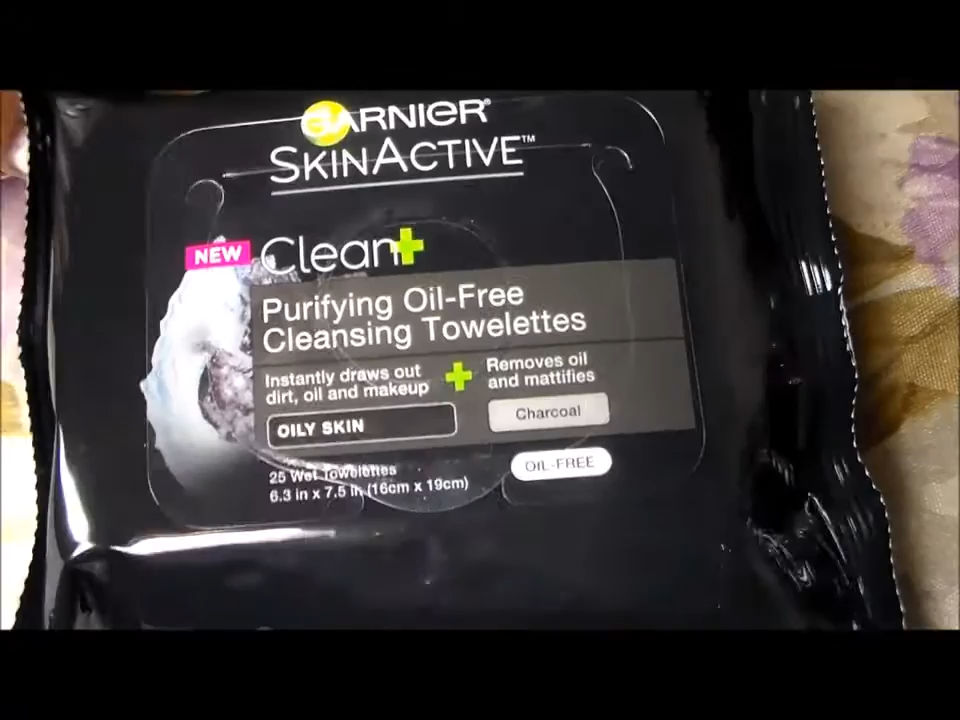 GARNIER®
SKINACTIVE™
NEW Clean+
Purifying Oil-Free
Cleansing Towelettes
Instantly draws out
dirt, oil and makeup
+
Removes oil
and mattifies
OILY SKIN
Charcoal
25 Wet Towelettes
6.3 in x 7.5 in (16cm x 19cm)
OIL-FREE